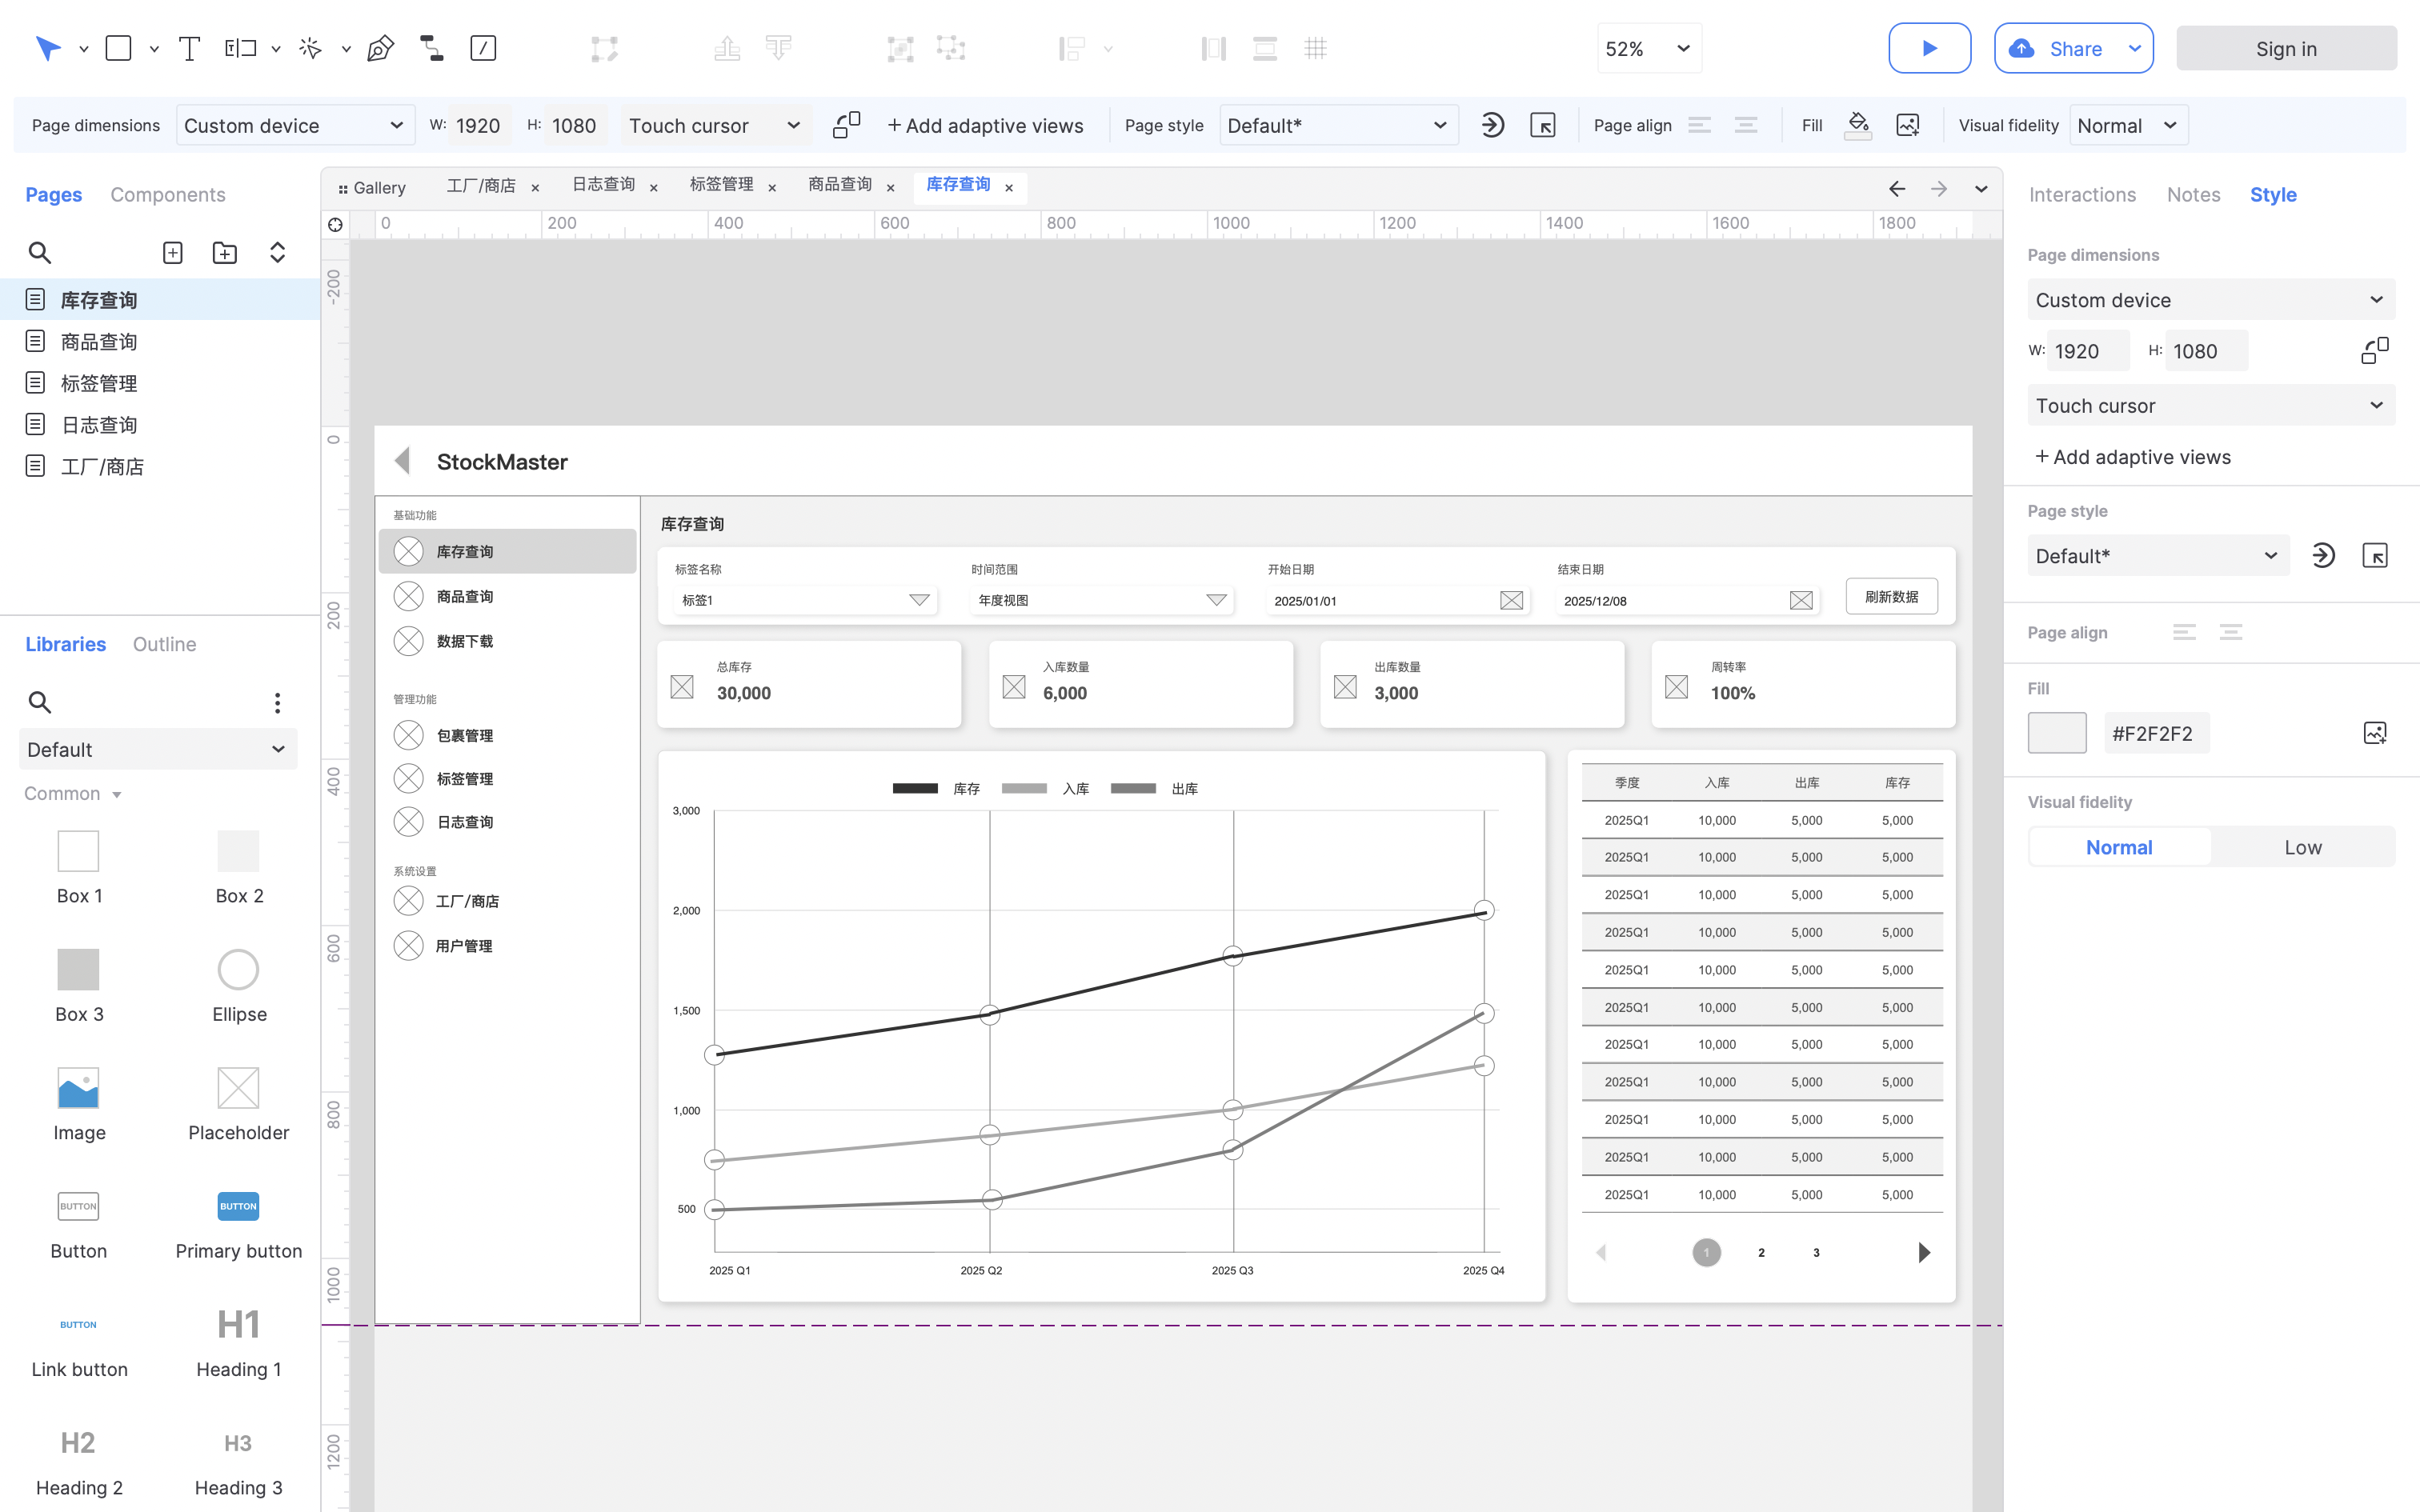 52%
Share
Sign in
Page dimensions
Custom device
W: 1920
H: 1080
Touch cursor
+ Add adaptive views
Page style
Default*
Page align
Fill
Visual fidelity
Normal
Pages
Components
库存查询
商品查询
标签管理
日志查询
工厂/商店
Libraries
Outline
Default
Common
Box 1
Box 2
Box 3
Ellipse
Image
Placeholder
BUTTON
Button
BUTTON
Primary button
BUTTON
Link button
H1
Heading 1
H2
Heading 2
H3
Heading 3
Gallery
工厂/商店
日志查询
标签管理
商品查询
库存查询
0 200 400 600 800 1000 1200 1400 1600 1800
-200
0
200
400
600
800
1000
1200
StockMaster
基础功能
库存查询
商品查询
数据下载
管理功能
包裹管理
标签管理
日志查询
系统设置
工厂/商店
用户管理
库存查询
标签名称
标签1
时间范围
年度视图
开始日期
2025/01/01
结束日期
2025/12/08
刷新数据
总库存
30,000
入库数量
6,000
出库数量
3,000
周转率
100%
库存 入库 出库
3,000
2,000
1,500
1,000
500
2025 Q1 2025 Q2 2025 Q3 2025 Q4
季度 入库 出库 库存
2025Q1 10,000 5,000 5,000
2025Q1 10,000 5,000 5,000
2025Q1 10,000 5,000 5,000
2025Q1 10,000 5,000 5,000
2025Q1 10,000 5,000 5,000
2025Q1 10,000 5,000 5,000
2025Q1 10,000 5,000 5,000
2025Q1 10,000 5,000 5,000
2025Q1 10,000 5,000 5,000
2025Q1 10,000 5,000 5,000
2025Q1 10,000 5,000 5,000
1 2 3
Interactions
Notes
Style
Page dimensions
Custom device
W: 1920
H: 1080
Touch cursor
+ Add adaptive views
Page style
Default*
Page align
Fill
#F2F2F2
Visual fidelity
Normal
Low